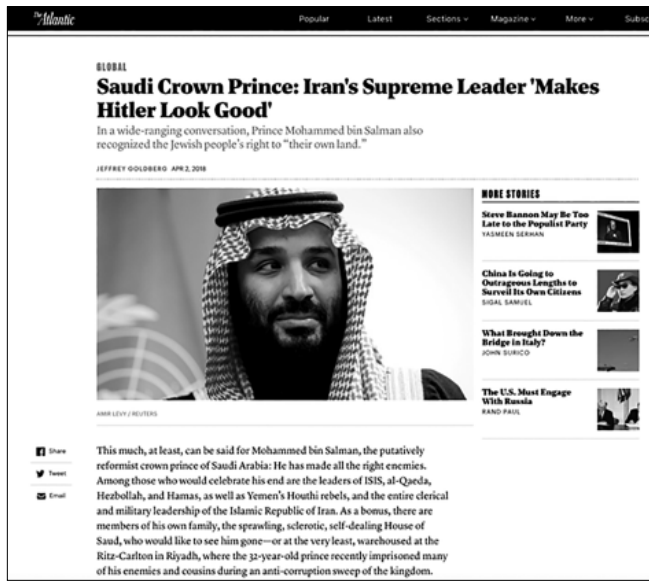 The Atlantic
Popular Latest Sections Magazine More Subsc
GLOBAL
Saudi Crown Prince: Iran's Supreme Leader 'Makes
Hitler Look Good'
In a wide-ranging conversation, Prince Mohammed bin Salman also
recognized the Jewish people's right to “their own land.”
JEFFREY GOLDBERG APR 2, 2018
MORE STORIES
Steve Bannon May Be Too
Late to the Populist Party
YASMEEN SERHAN
China Is Going to
Outrageous Lengths to
Surveil Its Own Citizens
SIGAL SAMUEL
What Brought Down the
Bridge in Italy?
JOHN SURICO
The U.S. Must Engage
With Russia
RAND PAUL
AMIR LEVY / REUTERS
Share
Tweet
Email
This much, at least, can be said for Mohammed bin Salman, the putatively
reformist crown prince of Saudi Arabia: He has made all the right enemies.
Among those who would celebrate his end are the leaders of ISIS, al-Qaeda,
Hezbollah, and Hamas, as well as Yemen's Houthi rebels, and the entire clerical
and military leadership of the Islamic Republic of Iran. As a bonus, there are
members of his own family, the sprawling, sclerotic, self-dealing House of
Saud, who would like to see him gone—or at the very least, warehoused at the
Ritz-Carlton in Riyadh, where the 32-year-old prince recently imprisoned many
of his enemies and cousins during an anti-corruption sweep of the kingdom.